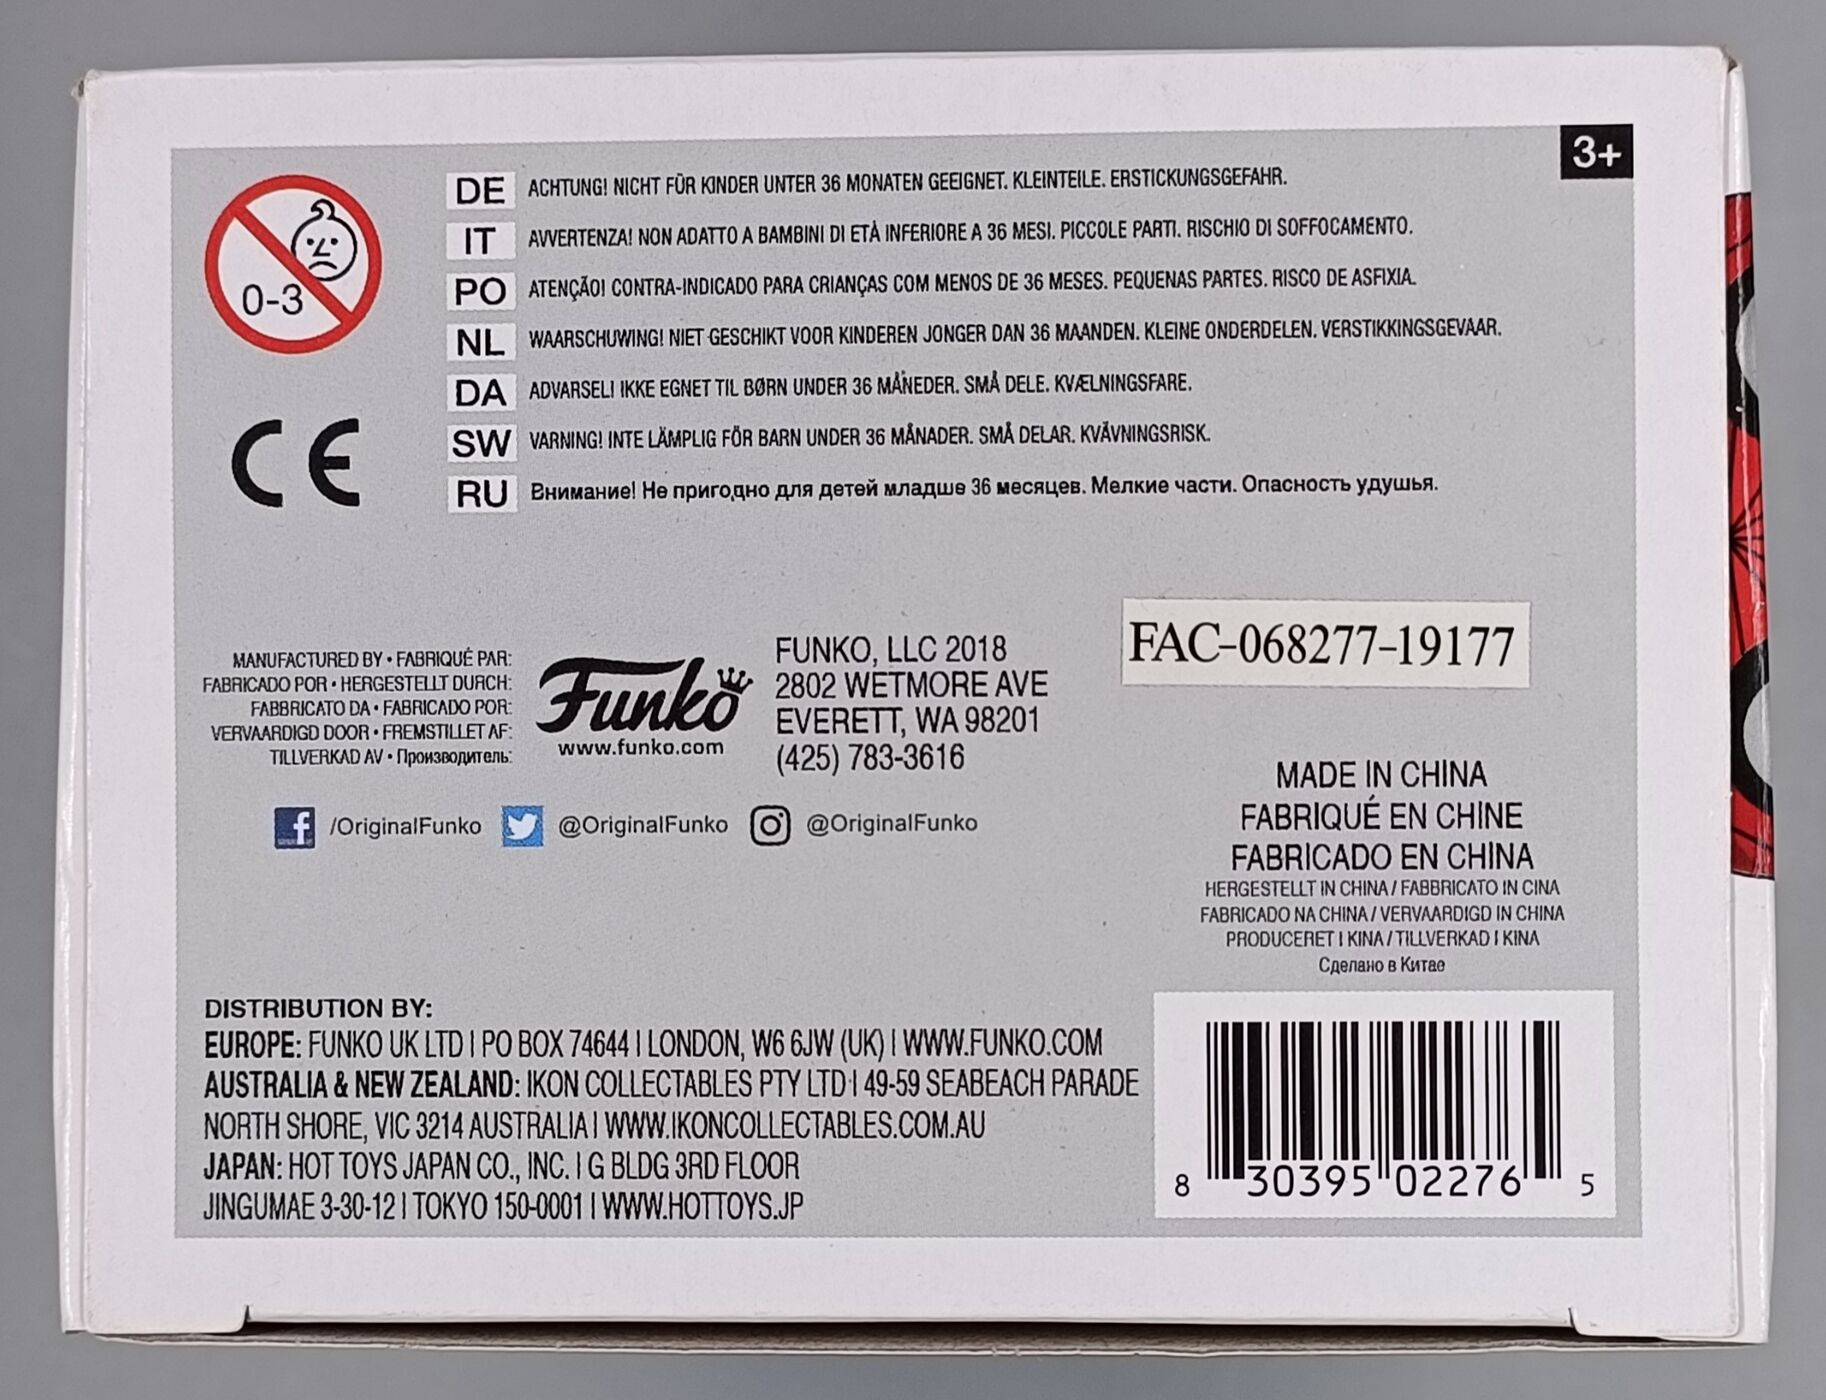 3+
0-3
DE ACHTUNG! NICHT FÜR KINDER UNTER 36 MONATEN GEEIGNET. KLEINTEILE. ERSTICKUNGSGEFAHR.
IT AVVERTENZA! NON ADATTO A BAMBINI DI ETÀ INFERIORE A 36 MESI. PICCOLE PARTI. RISCHIO DI SOFFOCAMENTO.
PO ATENÇÃO! CONTRA-INDICADO PARA CRIANÇAS COM MENOS DE 36 MESES. PEQUENAS PARTES. RISCO DE ASFIXIA.
NL WAARSCHUWING! NIET GESCHIKT VOOR KINDEREN JONGER DAN 36 MAANDEN. KLEINE ONDERDELEN. VERSTIKKINGSGEVAAR.
DA ADVARSEL! IKKE EGNET TIL BØRN UNDER 36 MÅNEDER. SMÅ DELE. KVÆLNINGSFARE.
SW VARNING! INTE LÄMPLIG FÖR BARN UNDER 36 MÅNADER. SMÅ DELAR. KVÄVNINGSRISK.
RU Внимание! Не пригодно для детей младше 36 месяцев. Мелкие части. Опасность удушья.
CE
MANUFACTURED BY • FABRIQUÉ PAR:
FABRICADO POR • HERGESTELLT DURCH:
FABBRICATO DA • FABRICADO POR:
VERVAARDIGD DOOR • FREMSTILLET AF:
TILLVERKAD AV • Производитель:
Funko
www.funko.com
FUNKO, LLC 2018
2802 WETMORE AVE
EVERETT, WA 98201
(425) 783-3616
FAC-068277-19177
/OriginalFunko @OriginalFunko @OriginalFunko
MADE IN CHINA
FABRIQUÉ EN CHINE
FABRICADO EN CHINA
HERGESTELLT IN CHINA / FABBRICATO IN CINA
FABRICADO NA CHINA / VERVAARDIGD IN CHINA
PRODUCERET I KINA / TILLVERKAD I KINA
Сделано в Китае
DISTRIBUTION BY:
EUROPE: FUNKO UK LTD | PO BOX 74644 | LONDON, W6 6JW (UK) | WWW.FUNKO.COM
AUSTRALIA & NEW ZEALAND: IKON COLLECTABLES PTY LTD | 49-59 SEABEACH PARADE
NORTH SHORE, VIC 3214 AUSTRALIA | WWW.IKONCOLLECTABLES.COM.AU
JAPAN: HOT TOYS JAPAN CO., INC. | G BLDG 3RD FLOOR
JINGUMAE 3-30-12 | TOKYO 150-0001 | WWW.HOTTOYS.JP
8 30395 02276 5